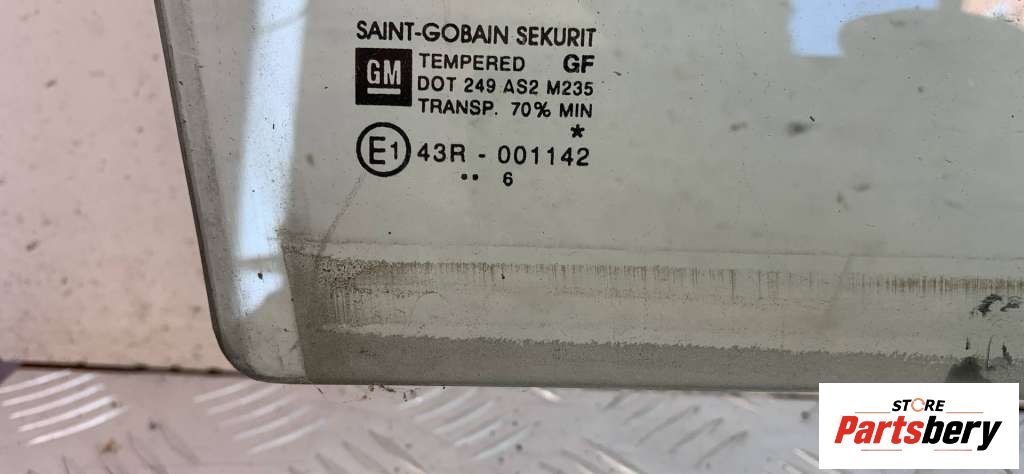 SAINT-GOBAIN SEKURIT
GM
TEMPERED GF
DOT 249 AS2 M235
TRANSP. 70% MIN
*
E1 43R - 001142
•• 6
STORE
Partsbery